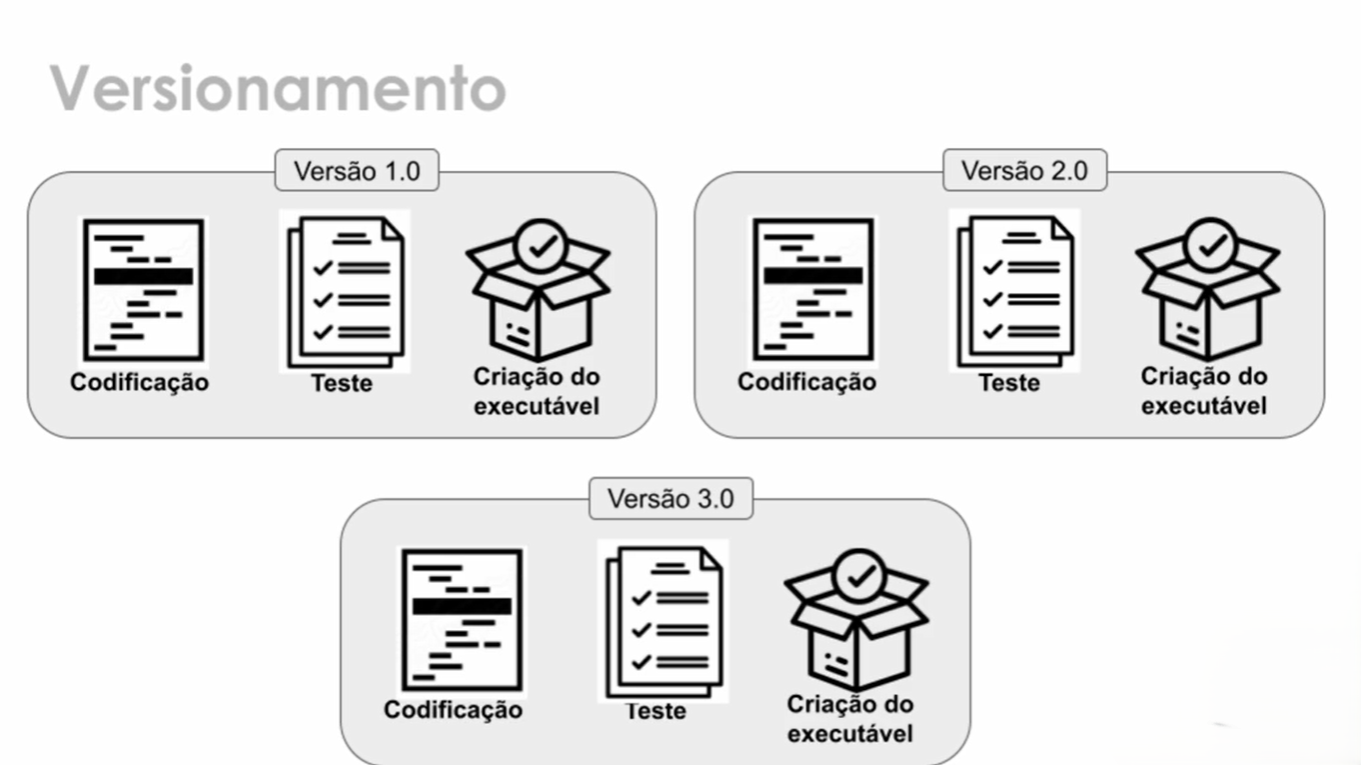 Versionamento
Versão 1.0
Codificação
Teste
Criação do
executável
Versão 2.0
Codificação
Teste
Criação do
executável
Versão 3.0
Codificação
Teste
Criação do
executável